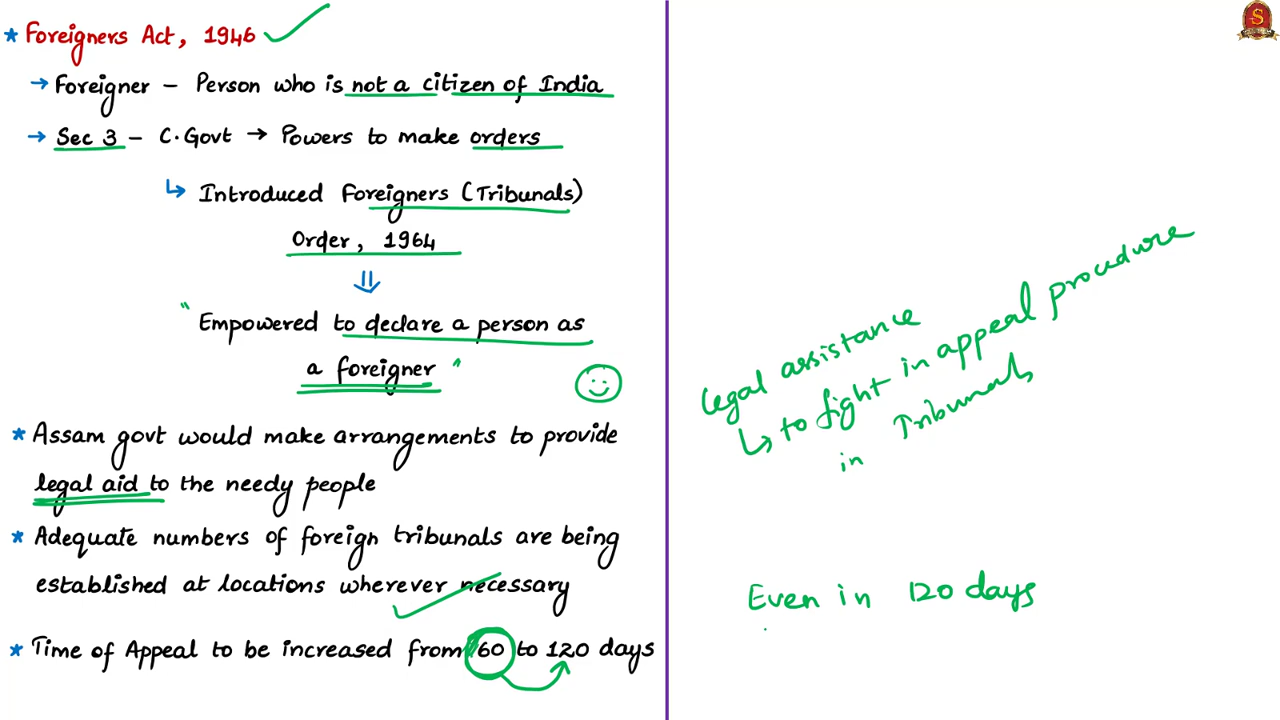 * Foreigners Act, 1946
→ Foreigner – Person who is not a citizen of India
→ Sec 3 – C.Govt → Powers to make orders
↳ Introduced Foreigners (Tribunals)
Order, 1964
⇓
"Empowered to declare a person as
a foreigner"
* Assam govt would make arrangements to provide
legal aid to the needy people
* Adequate numbers of foreign tribunals are being
established at locations wherever necessary
* Time of Appeal to be increased from 60 to 120 days
legal assistance
↳ to fight in appeal procedure
in Tribunals
Even in 120 days
S